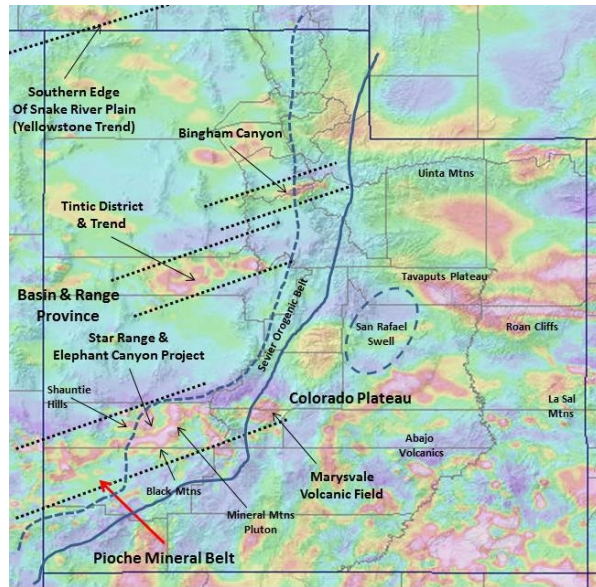 Southern Edge
Of Snake River Plain
(Yellowstone Trend)
Bingham Canyon
Uinta Mtns
Tintic District
& Trend
Tavaputs Plateau
Basin & Range
Province
Sevier Orogenic Belt
San Rafael
Swell
Roan Cliffs
Star Range &
Elephant Canyon Project
Shauntie
Hills
Colorado Plateau
La Sal
Mtns
Abajo
Volcanics
Black Mtns
Marysvale
Volcanic Field
Mineral Mtns
Pluton
Pioche Mineral Belt